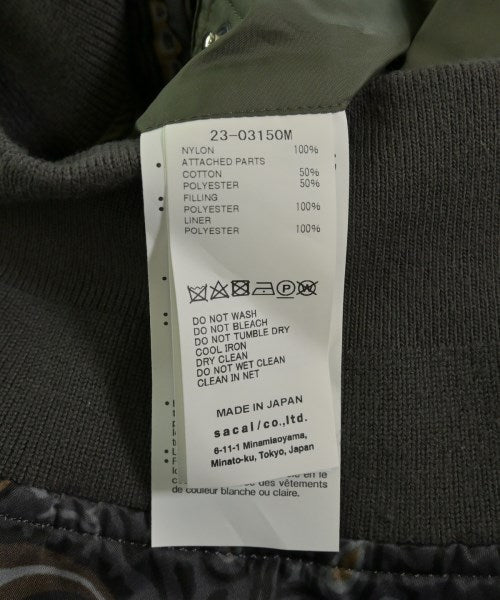 23-03150M
NYLON 100%
ATTACHED PARTS
COTTON 50%
POLYESTER 50%
FILLING
POLYESTER 100%
LINER
POLYESTER 100%
DO NOT WASH
DO NOT BLEACH
DO NOT TUMBLE DRY
COOL IRON
DRY CLEAN
DO NOT WET CLEAN
CLEAN IN NET
MADE IN JAPAN
sacai/co.,ltd.
6-11-1 Minamiaoyama,
Minato-ku, Tokyo, Japan
en le
des vêtements
de couleur blanche ou claire.